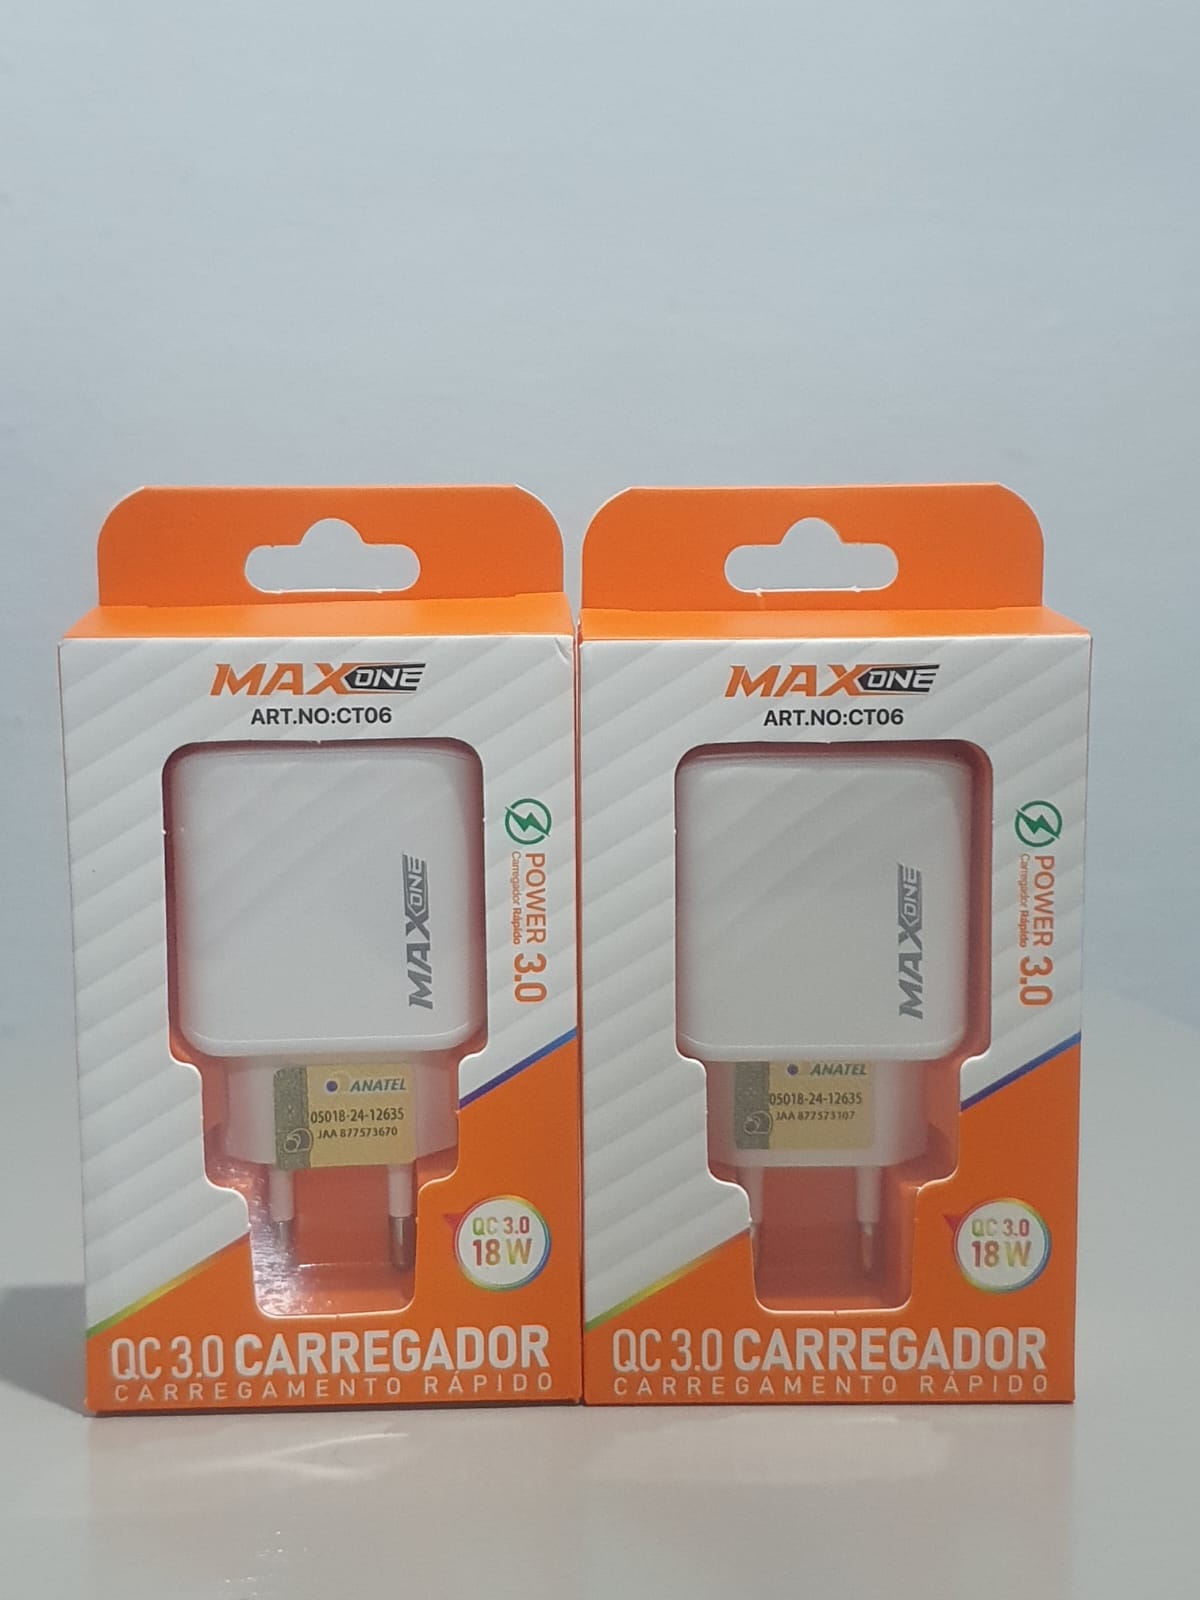 MAXONE
ART.NO:CT06
MAXONE
POWER 3.0
Carregador Rápido
ANATEL
05018-24-12635
JAA 877573670
QC 3.0
18W
QC 3.0 CARREGADOR
CARREGAMENTO RÁPIDO
MAXONE
ART.NO:CT06
MAXONE
POWER 3.0
Carregador Rápido
ANATEL
05018-24-12635
JAA 877573107
QC 3.0
18W
QC 3.0 CARREGADOR
CARREGAMENTO RÁPIDO